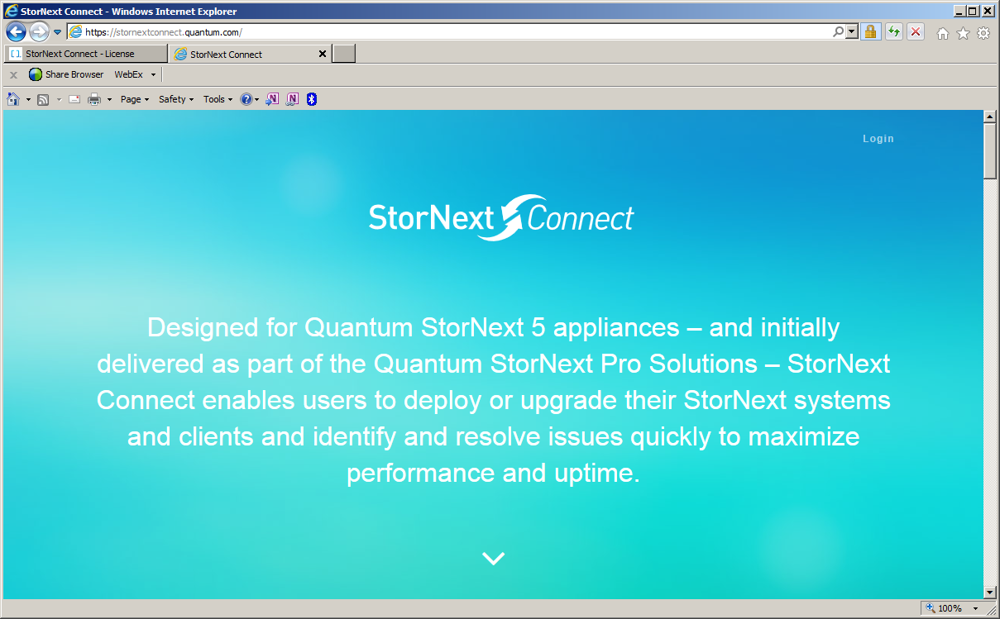 StorNext Connect - Windows Internet Explorer
https://stornextconnect.quantum.com/
StorNext Connect - License
StorNext Connect
Share Browser WebEx
Page Safety Tools
Login
StorNext Connect
Designed for Quantum StorNext 5 appliances – and initially
delivered as part of the Quantum StorNext Pro Solutions – StorNext
Connect enables users to deploy or upgrade their StorNext systems
and clients and identify and resolve issues quickly to maximize
performance and uptime.
100%